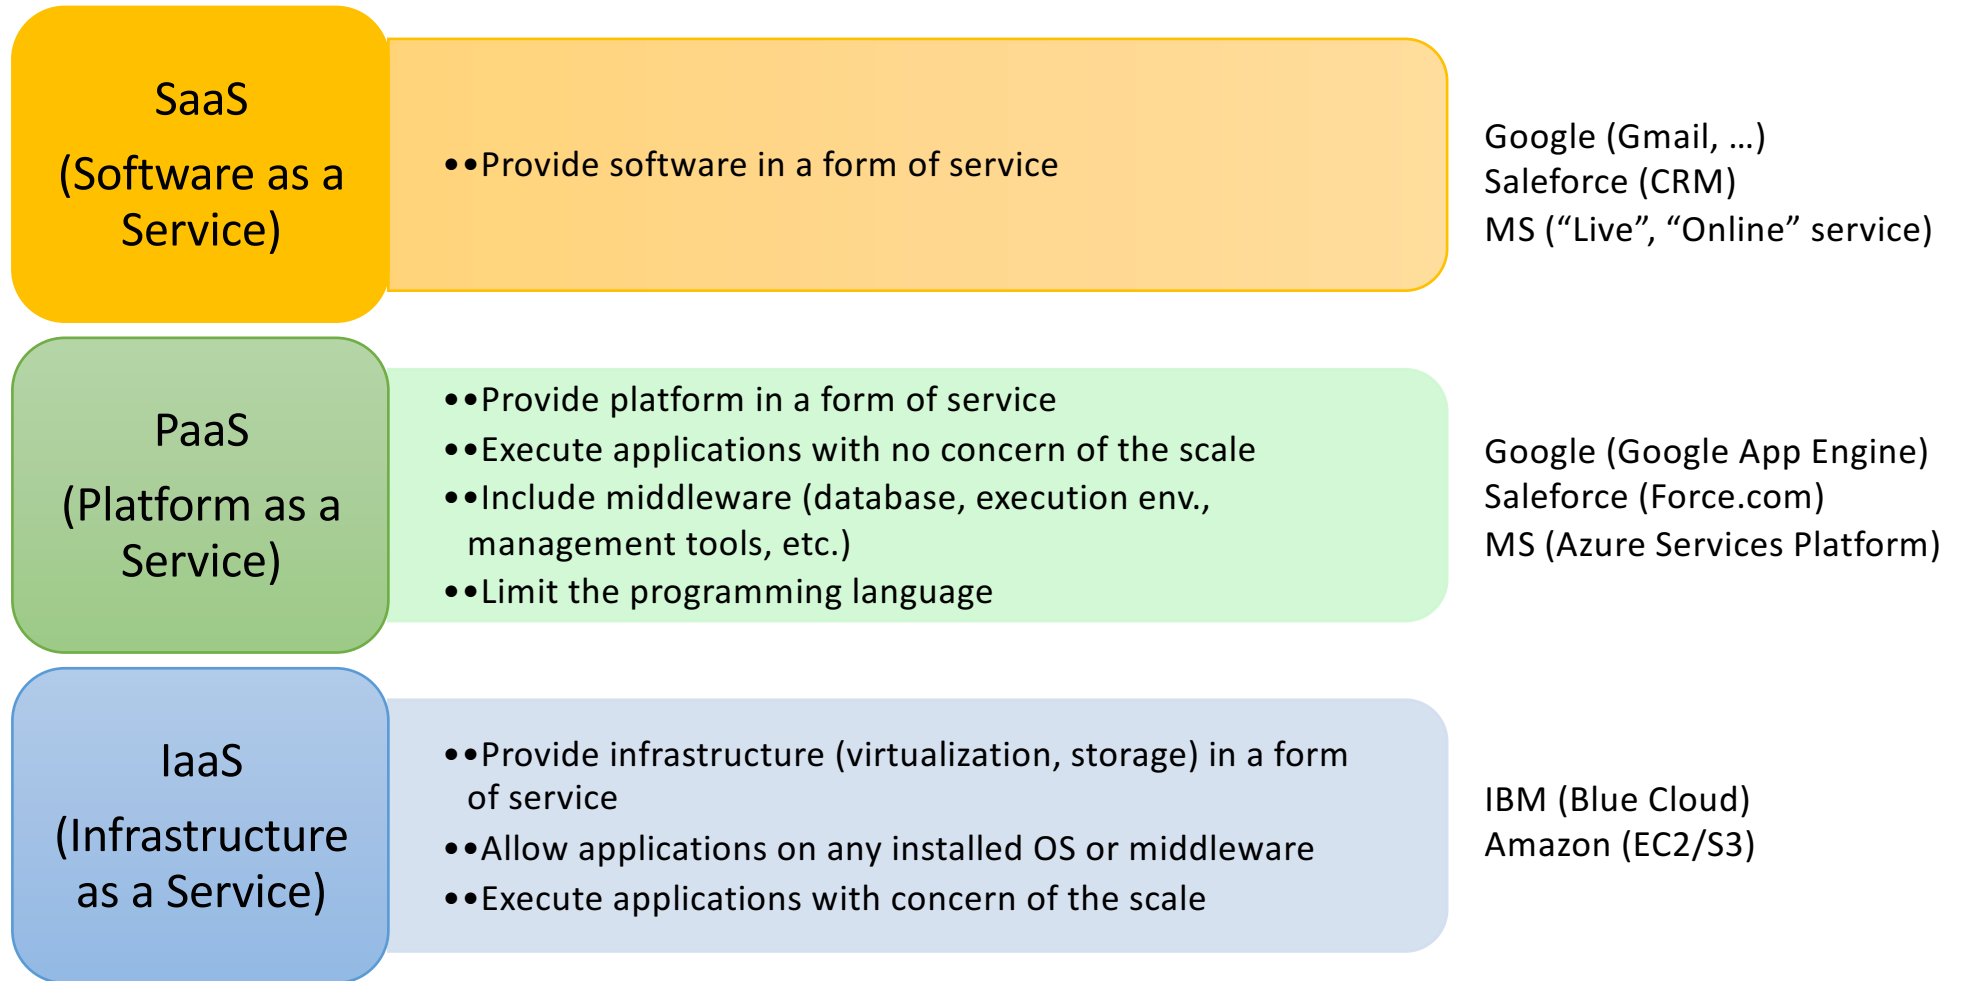 SaaS
(Software as a
Service)
••Provide software in a form of service
Google (Gmail, …)
Saleforce (CRM)
MS (“Live”, “Online” service)
PaaS
(Platform as a
Service)
••Provide platform in a form of service
••Execute applications with no concern of the scale
••Include middleware (database, execution env.,
management tools, etc.)
••Limit the programming language
Google (Google App Engine)
Saleforce (Force.com)
MS (Azure Services Platform)
IaaS
(Infrastructure
as a Service)
••Provide infrastructure (virtualization, storage) in a form
of service
••Allow applications on any installed OS or middleware
••Execute applications with concern of the scale
IBM (Blue Cloud)
Amazon (EC2/S3)